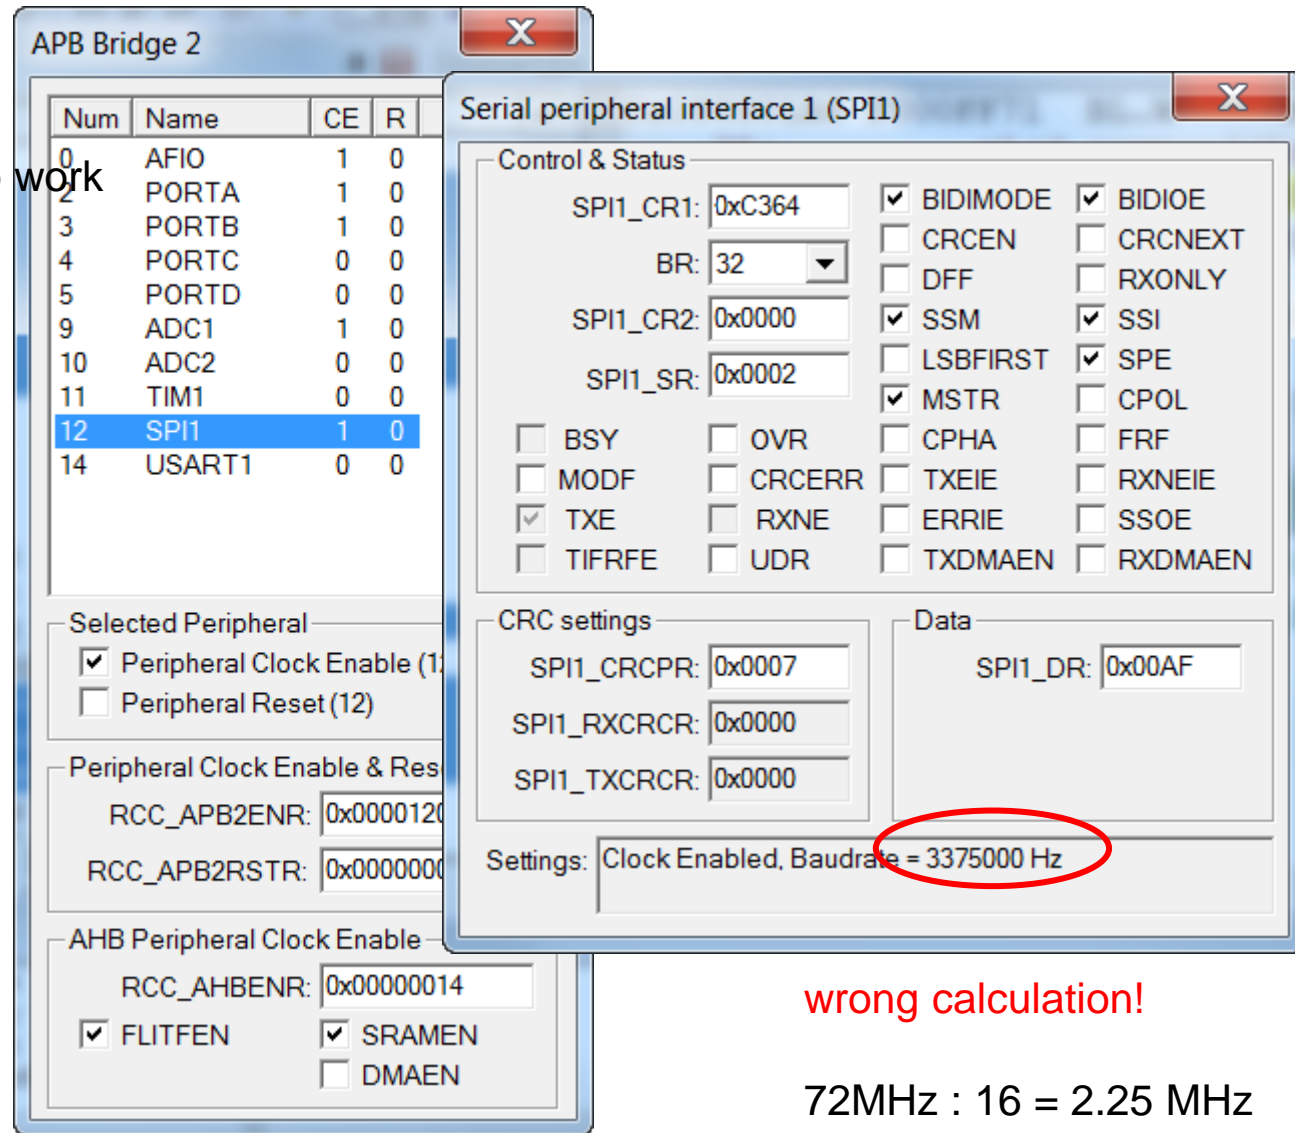 APB Bridge 2
Num Name CE R
0 AFIO 1 0
2 PORTA 1 0
3 PORTB 1 0
4 PORTC 0 0
5 PORTD 0 0
9 ADC1 1 0
10 ADC2 0 0
11 TIM1 0 0
12 SPI1 1 0
14 USART1 0 0
work
Selected Peripheral
Peripheral Clock Enable
Peripheral Reset (12)
Peripheral Clock Enable &
RCC_APB2ENR: 0x0000120
RCC_APB2RSTR: 0x0000000
AHB Peripheral Clock Enable
RCC_AHBENR: 0x00000014
FLITFEN SRAMEN
DMAEN
Serial peripheral interface 1 (SPI1)
Control & Status
SPI1_CR1: 0xC364
BR: 32
SPI1_CR2: 0x0000
SPI1_SR: 0x0002
BIDIMODE BIDIOE
CRCEN CRCNEXT
DFF RXONLY
SSM SSI
LSBFIRST SPE
MSTR CPOL
BSY OVR CPHA FRF
MODF CRCERR TXEIE RXNEIE
TXE RXNE ERRIE SSOE
TIFRFE UDR TXDMAEN RXDMAEN
CRC settings
SPI1_CRCPR: 0x0007
SPI1_RXCRCR: 0x0000
SPI1_TXCRCR: 0x0000
Data
SPI1_DR: 0x00AF
Settings: Clock Enabled, Baudrate = 3375000 Hz
wrong calculation!
72MHz : 16 = 2.25 MHz